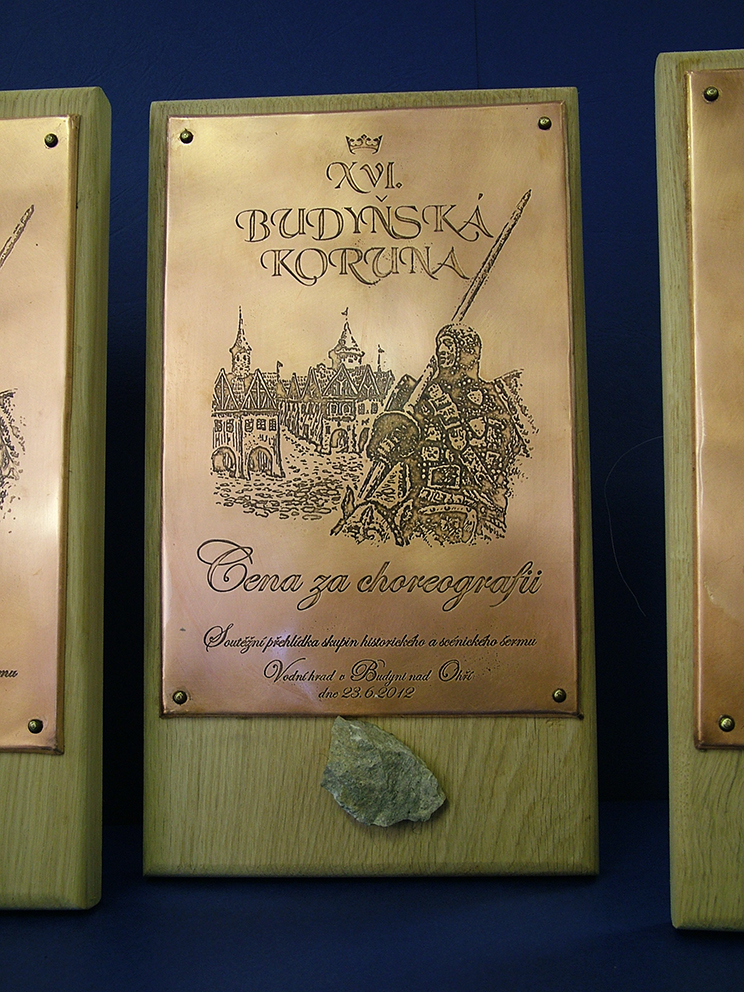 XVI.
BUDYŇSKÁ
KORUNA
Cena za choreografii
Soutěžní přehlídka skupin historického a scénického šermu
Vodní hrad v Budyni nad Ohří
dne 23.6.2012